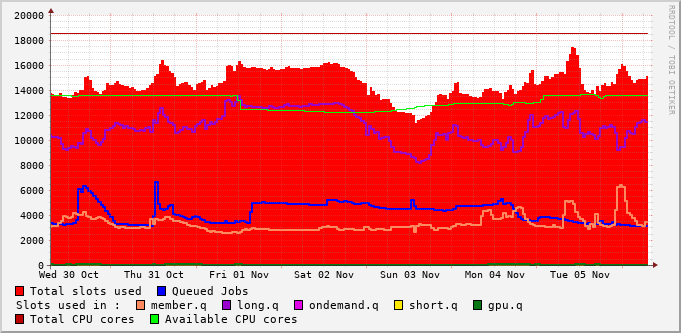 RRDTOOL / TOBI OETIKER
20000
18000
16000
14000
12000
10000
8000
6000
4000
2000
0
Wed 30 Oct Thu 31 Oct Fri 01 Nov Sat 02 Nov Sun 03 Nov Mon 04 Nov Tue 05 Nov
Total slots used Queued Jobs
Slots used in : member.q long.q ondemand.q short.q gpu.q
Total CPU cores Available CPU cores